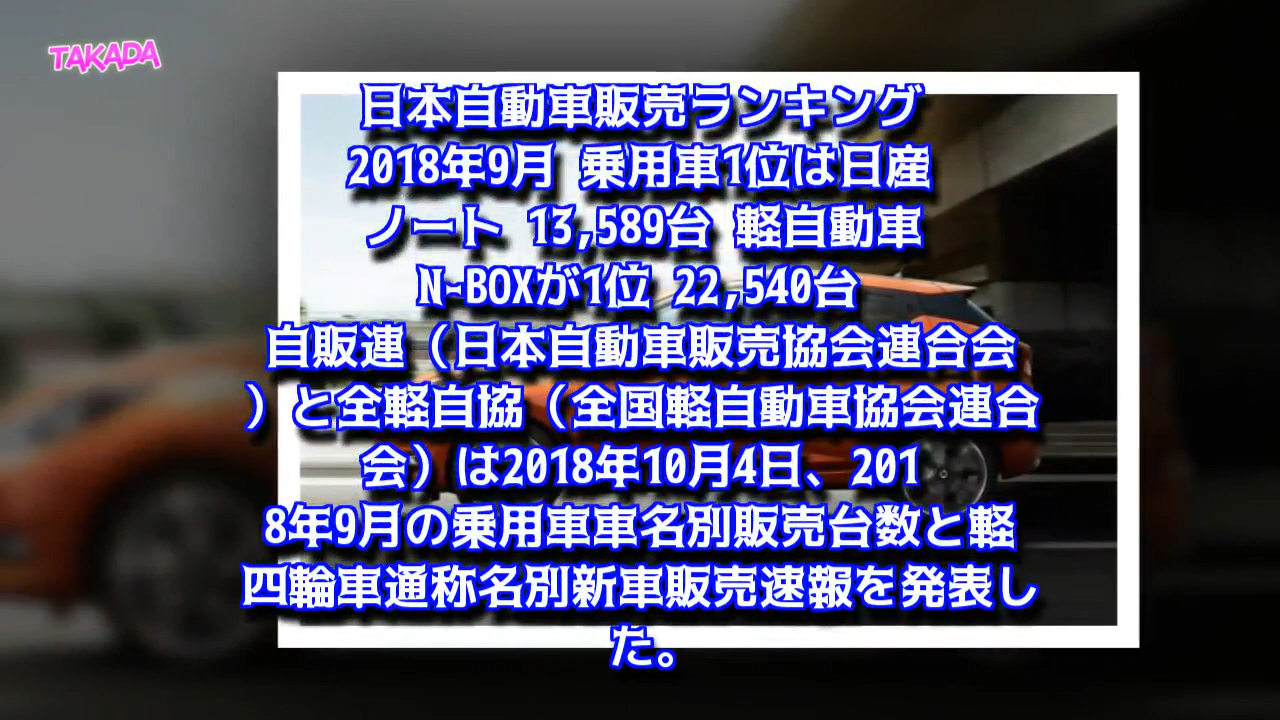 TAKADA
日本自動車販売ランキング
2018年9月 乗用車1位は日産
ノート 13,589台 軽自動車
N-BOXが1位 22,540台
自販連（日本自動車販売協会連合会
）と全軽自協（全国軽自動車協会連合
会）は2018年10月4日、201
8年9月の乗用車車名別販売台数と軽
四輪車通称名別新車販売速報を発表し
た。